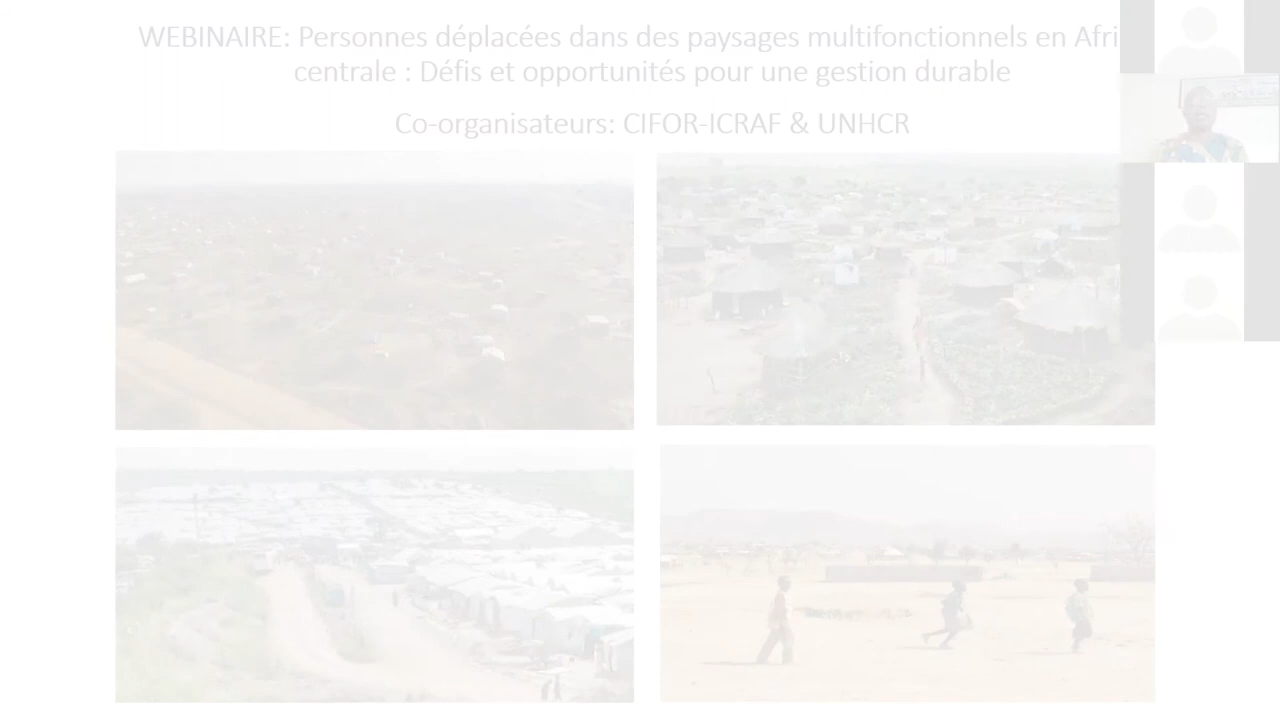 WEBINAIRE: Personnes déplacées dans des paysages multifonctionnels en Afri
centrale : Défis et opportunités pour une gestion durable
Co-organisateurs: CIFOR-ICRAF & UNHCR